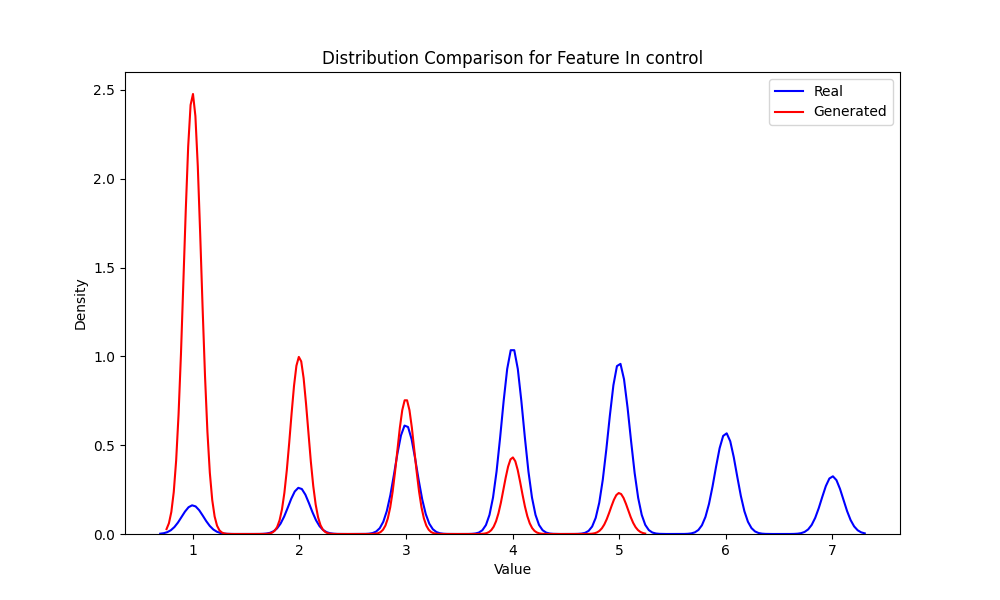 Distribution Comparison for Feature In control
Real
Generated
Density
2.5
2.0
1.5
1.0
0.5
0.0
1 2 3 4 5 6 7
Value